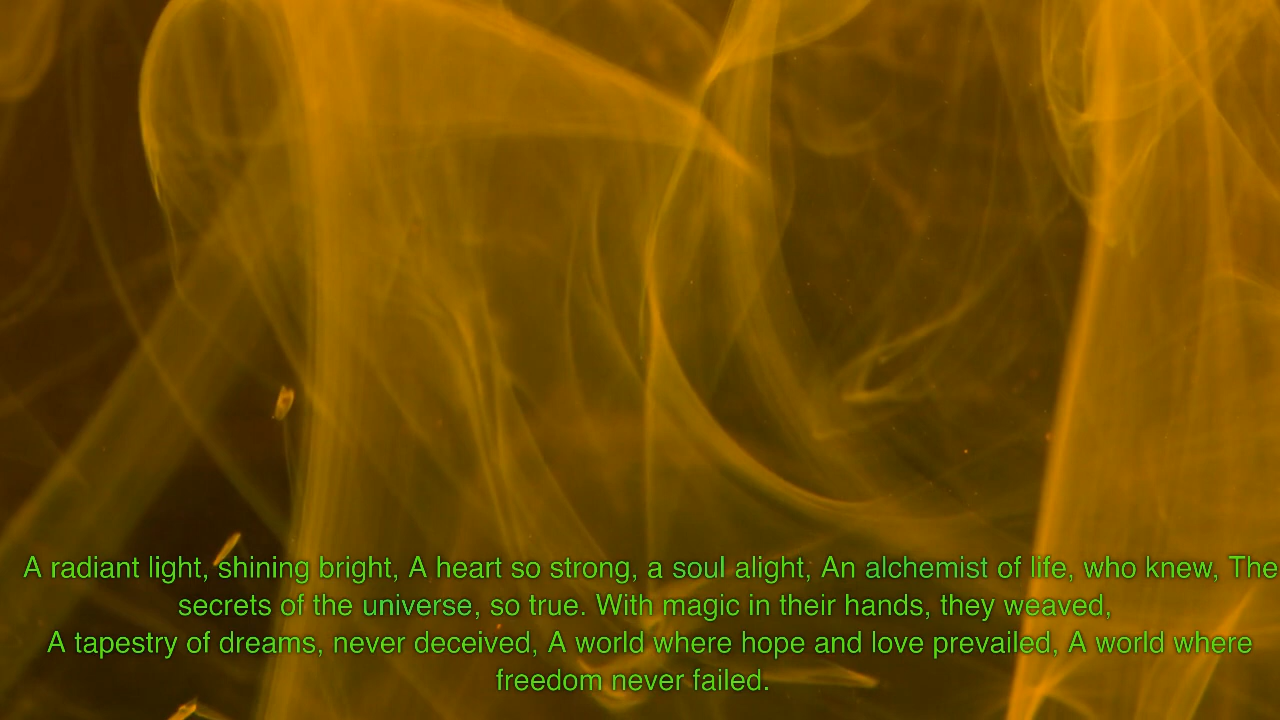 A radiant light, shining bright, A heart so strong, a soul alight, An alchemist of life, who knew, The
secrets of the universe, so true. With magic in their hands, they weaved,
A tapestry of dreams, never deceived, A world where hope and love prevailed, A world where
freedom never failed.